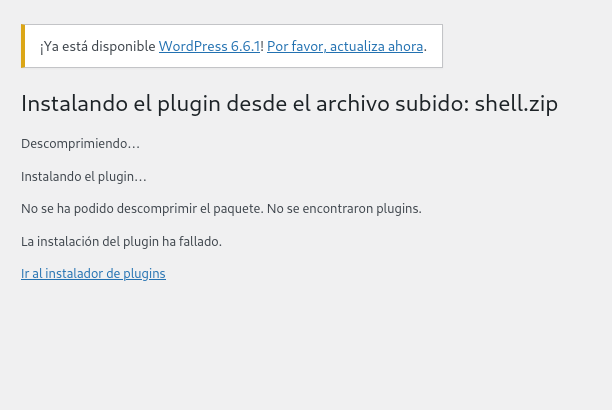 ¡Ya está disponible WordPress 6.6.1! Por favor, actualiza ahora.
Instalando el plugin desde el archivo subido: shell.zip
Descomprimiendo…
Instalando el plugin…
No se ha podido descomprimir el paquete. No se encontraron plugins.
La instalación del plugin ha fallado.
Ir al instalador de plugins